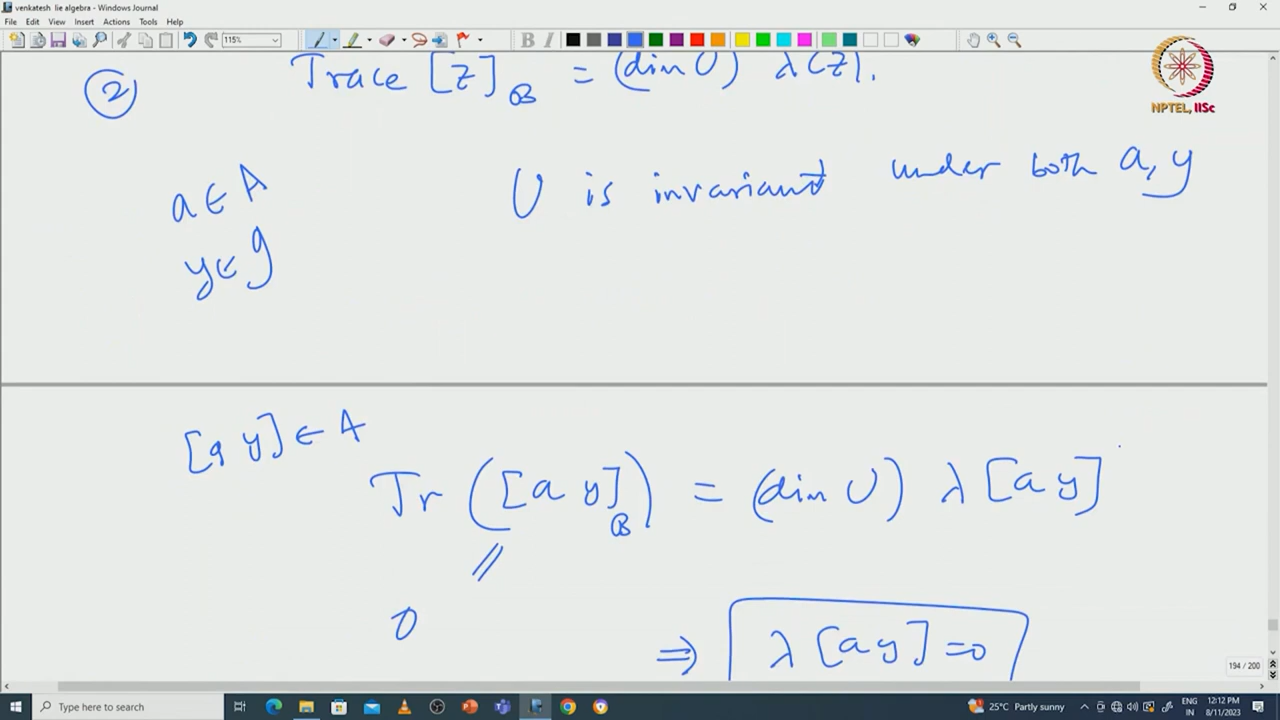 venkatesh lie algebra - Windows Journal
File Edit View Insert Actions Tools Help
115%
B I
NPTEL, IISc
② Trace [z]_B = (dim U) λ(z).
a ∈ A U is invariant under both a, y
y ∈ g
[a y] ∈ A
Tr ([a y]_B) = (dim U) λ [a y]
0
⇒ λ [a y] = 0
194 / 200
Type here to search
25°C Partly sunny
ENG
IN
12:12 PM
8/11/2023